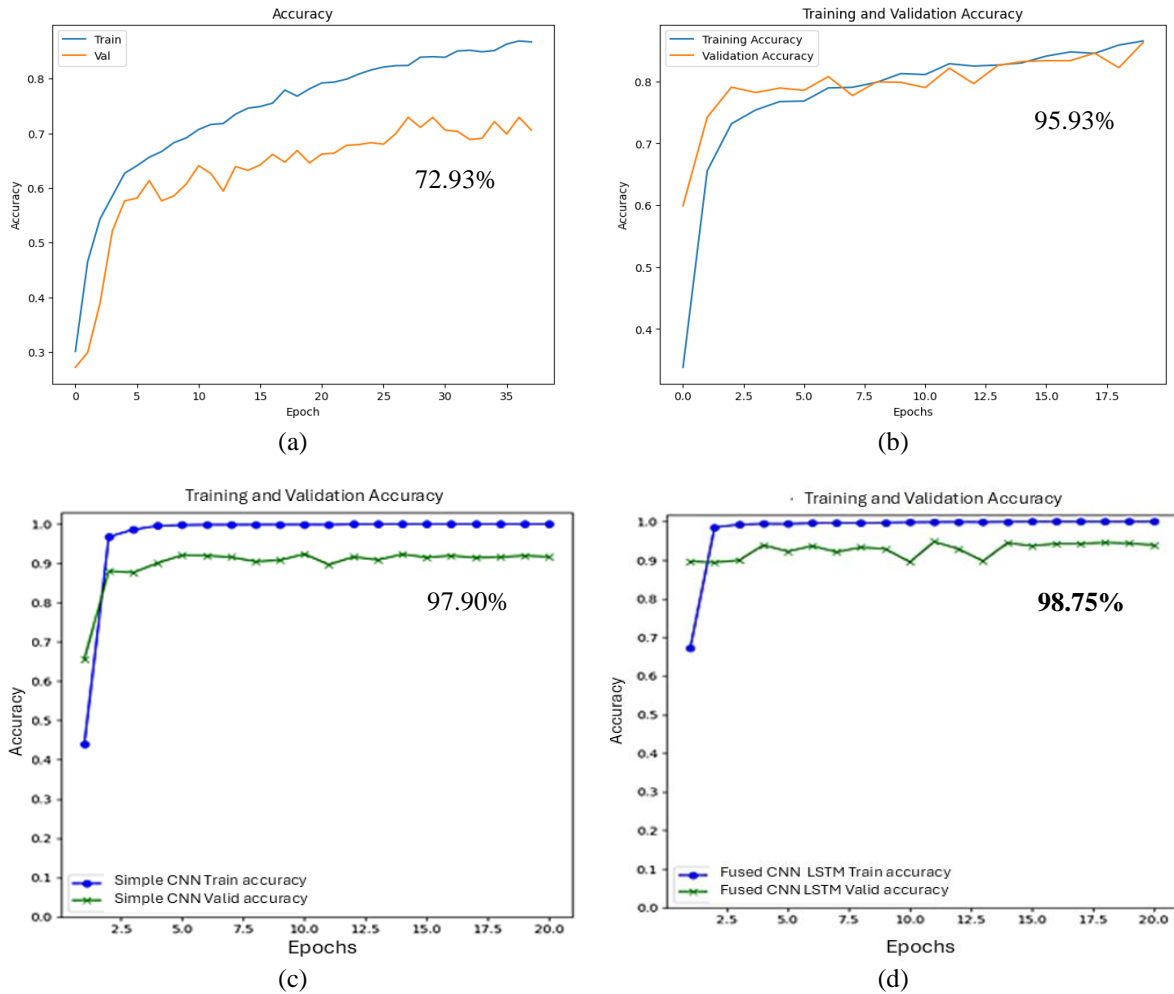 Accuracy
Train
Val
Accuracy
0.8
0.7
0.6
0.5
0.4
0.3
72.93%
0 5 10 15 20 25 30 35
Epoch
(a)
Training and Validation Accuracy
Training Accuracy
Validation Accuracy
Accuracy
0.8
0.7
0.6
0.5
0.4
95.93%
0.0 2.5 5.0 7.5 10.0 12.5 15.0 17.5
Epochs
(b)
Training and Validation Accuracy
Accuracy
1.0
0.9
0.8
0.7
0.6
0.5
0.4
0.3
0.2
0.1
0.0
97.90%
Simple CNN Train accuracy
Simple CNN Valid accuracy
2.5 5.0 7.5 10.0 12.5 15.0 17.5 20.0
Epochs
(c)
Training and Validation Accuracy
Accuracy
1.0
0.9
0.8
0.7
0.6
0.5
0.4
0.3
0.2
0.1
0.0
98.75%
Fused CNN LSTM Train accuracy
Fused CNN LSTM Valid accuracy
2.5 5.0 7.5 10.0 12.5 15.0 17.5 20.0
Epochs
(d)